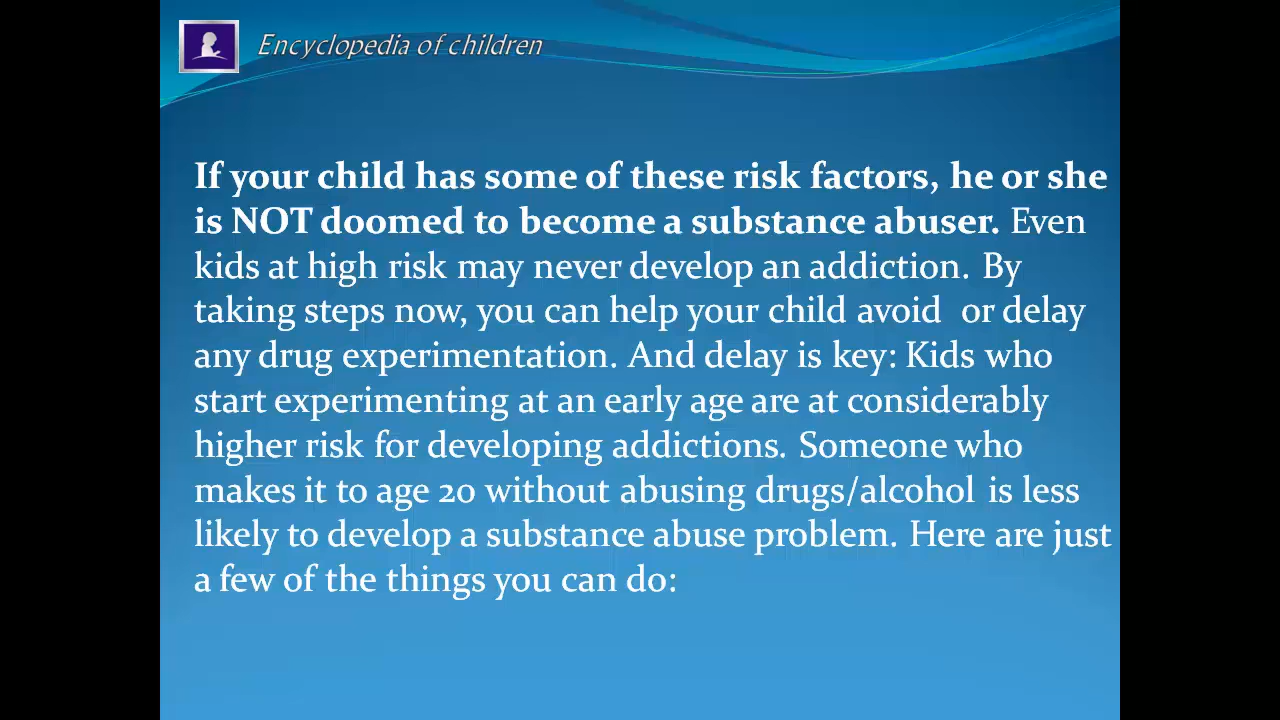 Encyclopedia of children
If your child has some of these risk factors, he or she
is NOT doomed to become a substance abuser. Even
kids at high risk may never develop an addiction. By
taking steps now, you can help your child avoid  or delay
any drug experimentation. And delay is key: Kids who
start experimenting at an early age are at considerably
higher risk for developing addictions. Someone who
makes it to age 20 without abusing drugs/alcohol is less
likely to develop a substance abuse problem. Here are just
a few of the things you can do: